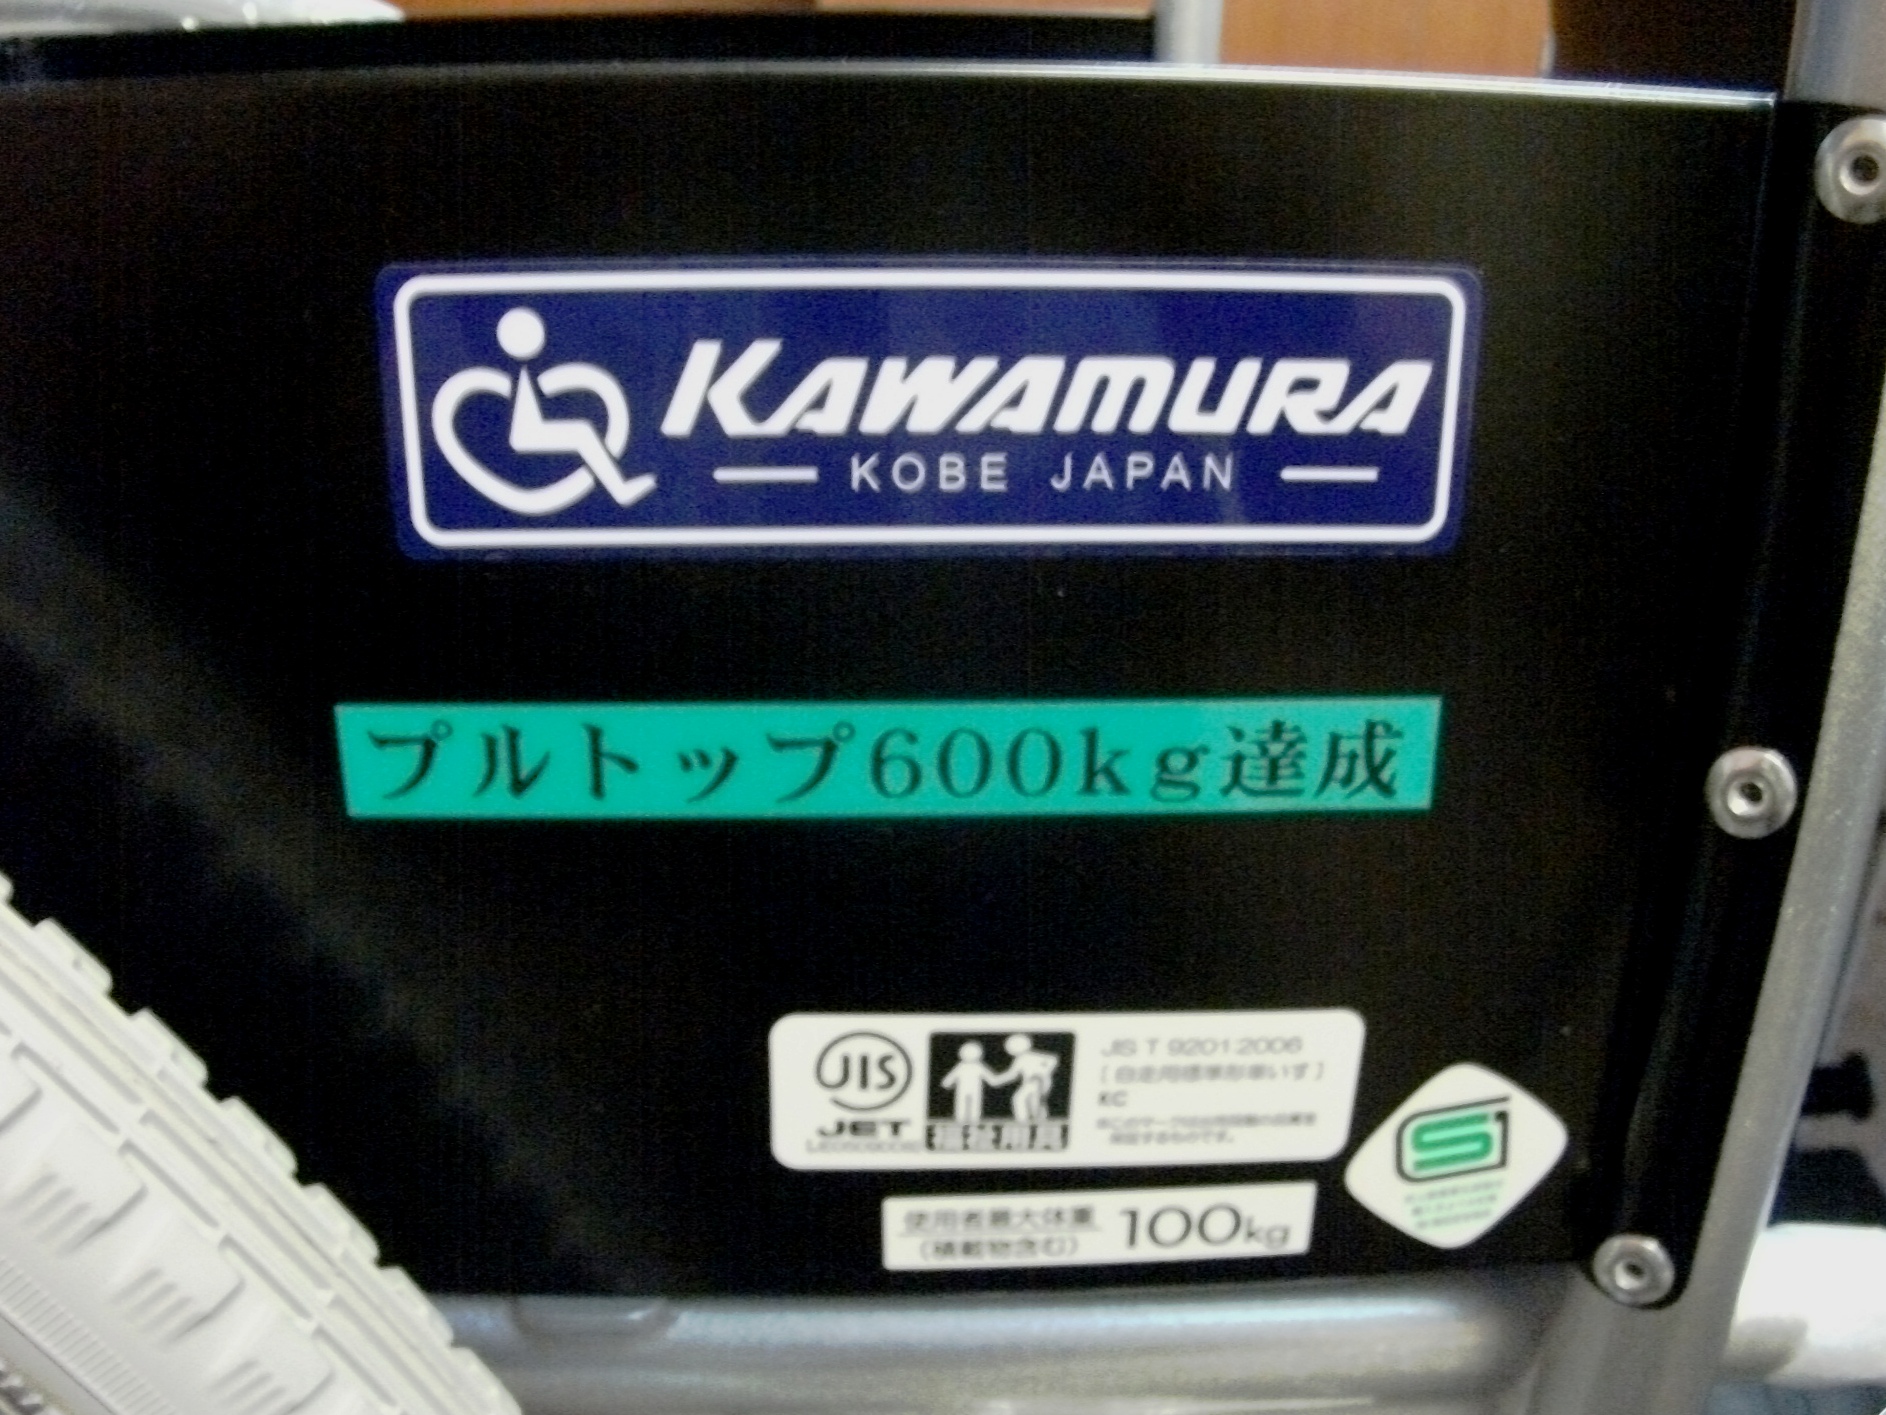 KAWAMURA
KOBE JAPAN
プルトップ600kg達成
JIS
JET
福祉用具
JIS T 9201:2006
[自走用標準形車いす]
KC
使用者最大体重
(積載物含む)
100kg